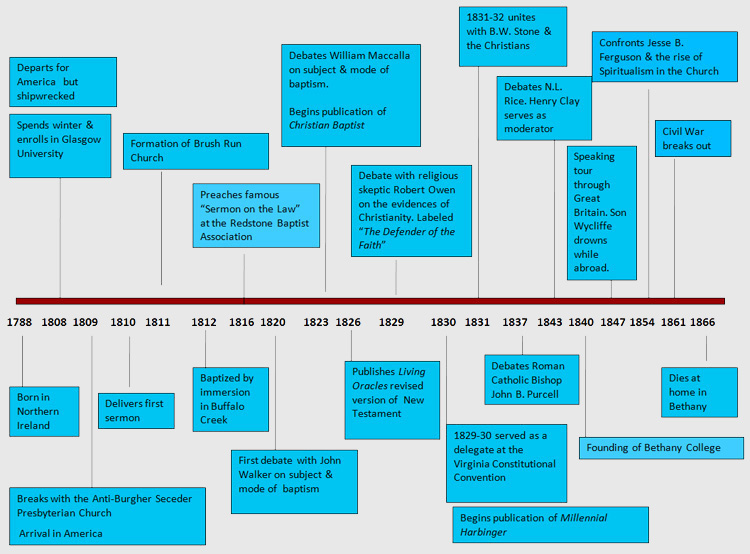 1831-32 unites
with B.W. Stone &
the Christians
Confronts Jesse B.
Ferguson & the rise of
Spiritualism in the Church
Debates William Maccalla
on subject & mode of
baptism.
Begins publication of
Christian Baptist
Departs for
America but
shipwrecked
Debates N.L.
Rice. Henry Clay
serves as
moderator
Spends winter &
enrolls in Glasgow
University
Formation of Brush Run
Church
Civil War
breaks out
Speaking
tour
through
Great
Britain. Son
Wycliffe
drowns
while
abroad.
Preaches famous
“Sermon on the Law”
at the Redstone Baptist
Association
Debate with religious
skeptic Robert Owen
on the evidences of
Christianity. Labeled
“The Defender of the
Faith”
1788 1808 1809 1810 1811 1812 1816 1820 1823 1826 1829 1830 1831 1837 1843 1840 1847 1854 1861 1866
Born in
Northern
Ireland
Delivers first
sermon
Baptized by
immersion
in Buffalo
Creek
Publishes Living
Oracles revised
version of New
Testament
Debates Roman
Catholic Bishop
John B. Purcell
Dies at
home in
Bethany
First debate with John
Walker on subject &
mode of baptism
1829-30 served as a
delegate at the
Virginia Constitutional
Convention
Founding of Bethany College
Breaks with the Anti-Burgher Seceder
Presbyterian Church
Arrival in America
Begins publication of Millennial
Harbinger